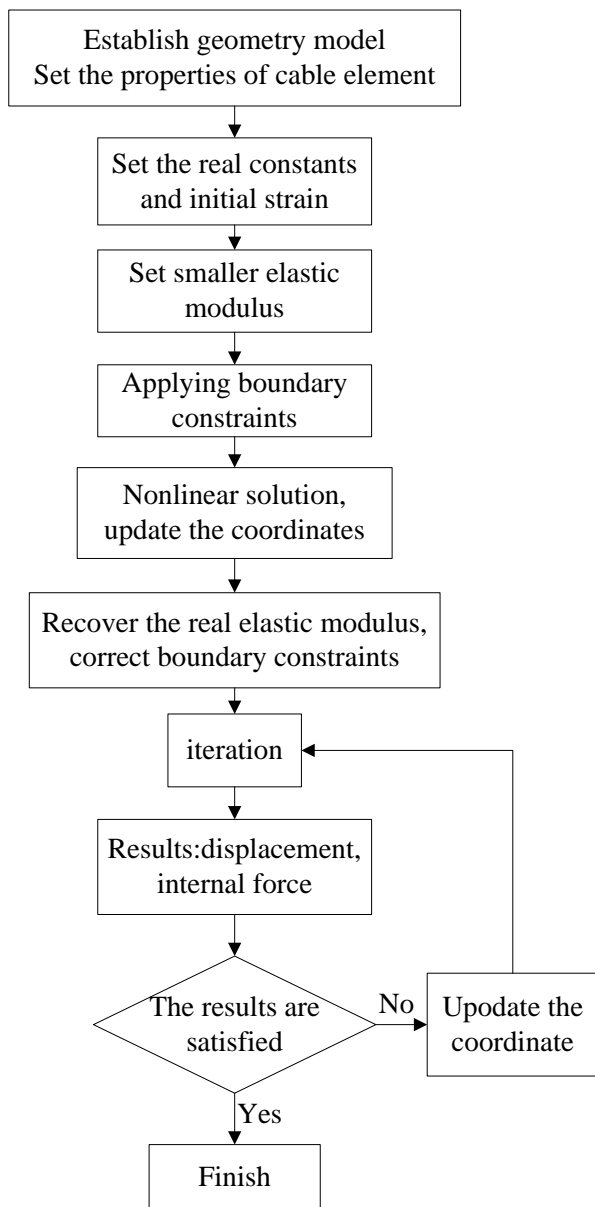 Establish geometry model
Set the properties of cable element
Set the real constants
and initial strain
Set smaller elastic
modulus
Applying boundary
constraints
Nonlinear solution,
update the coordinates
Recover the real elastic modulus,
correct boundary constraints
iteration
Results:displacement,
internal force
The results are
satisfied
No
Upodate the
coordinate
Yes
Finish